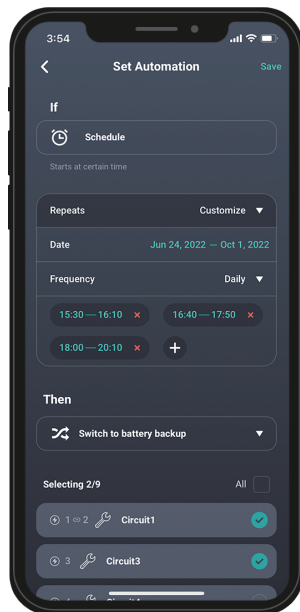 3:54
Set Automation
Save
If
Schedule
Starts at certain time
Repeats
Customize
Date
Jun 24, 2022 — Oct 1, 2022
Frequency
Daily
15:30 — 16:10 × 16:40 — 17:50 ×
18:00 — 20:10 × +
Then
Switch to battery backup
Selecting 2/9
All
1 2 Circuit1
3 Circuit3